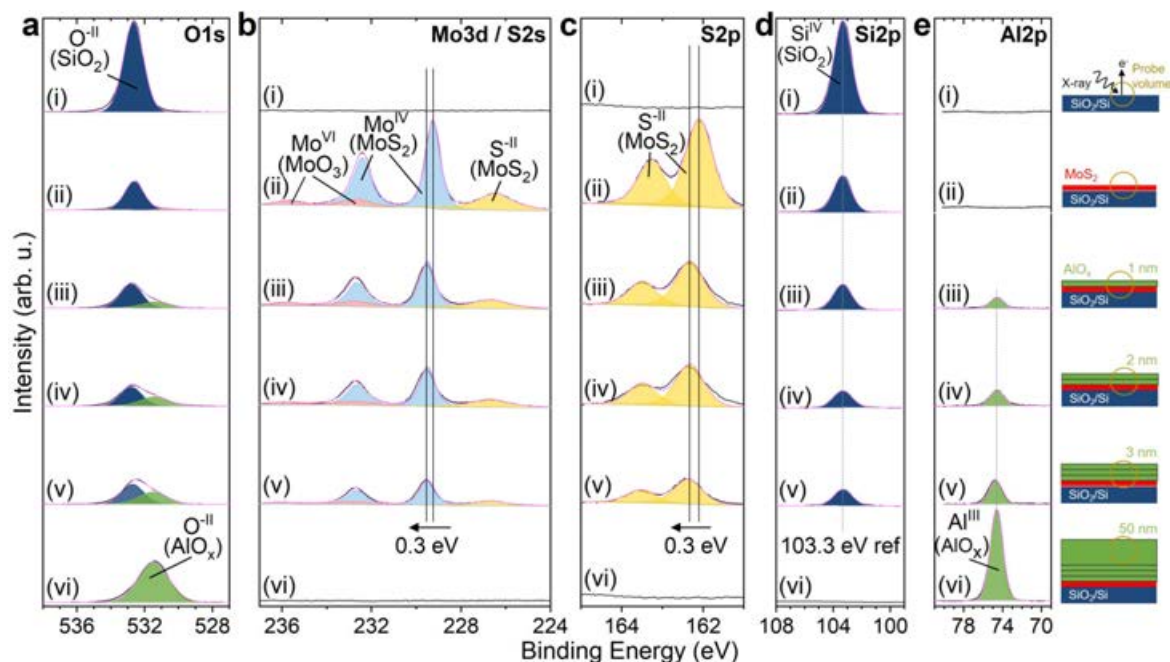 a O1s
O-II
(SiO2)
(i)
(ii)
(iii)
(iv)
(v)
O-II
(AlOx)
(vi)
536 532 528
b Mo3d / S2s
(i)
MoVI
(MoO3)
MoIV
(MoS2)
S-II
(MoS2)
(ii)
(iii)
(iv)
(v)
0.3 eV
(vi)
236 232 228 224
c S2p
(i)
S-II
(MoS2)
(ii)
(iii)
(iv)
(v)
0.3 eV
(vi)
164 162
d Si2p
SiIV
(SiO2)
(i)
(ii)
(iii)
(iv)
(v)
103.3 eV ref
(vi)
108 104 100
e Al2p
(i)
(ii)
(iii)
(iv)
(v)
AlIII
(AlOx)
(vi)
78 74 70
Intensity (arb. u.)
Binding Energy (eV)
X-ray
e-
Probe
volume
SiO2/Si
MoS2
SiO2/Si
AlOx 1 nm
SiO2/Si
2 nm
SiO2/Si
3 nm
SiO2/Si
50 nm
SiO2/Si